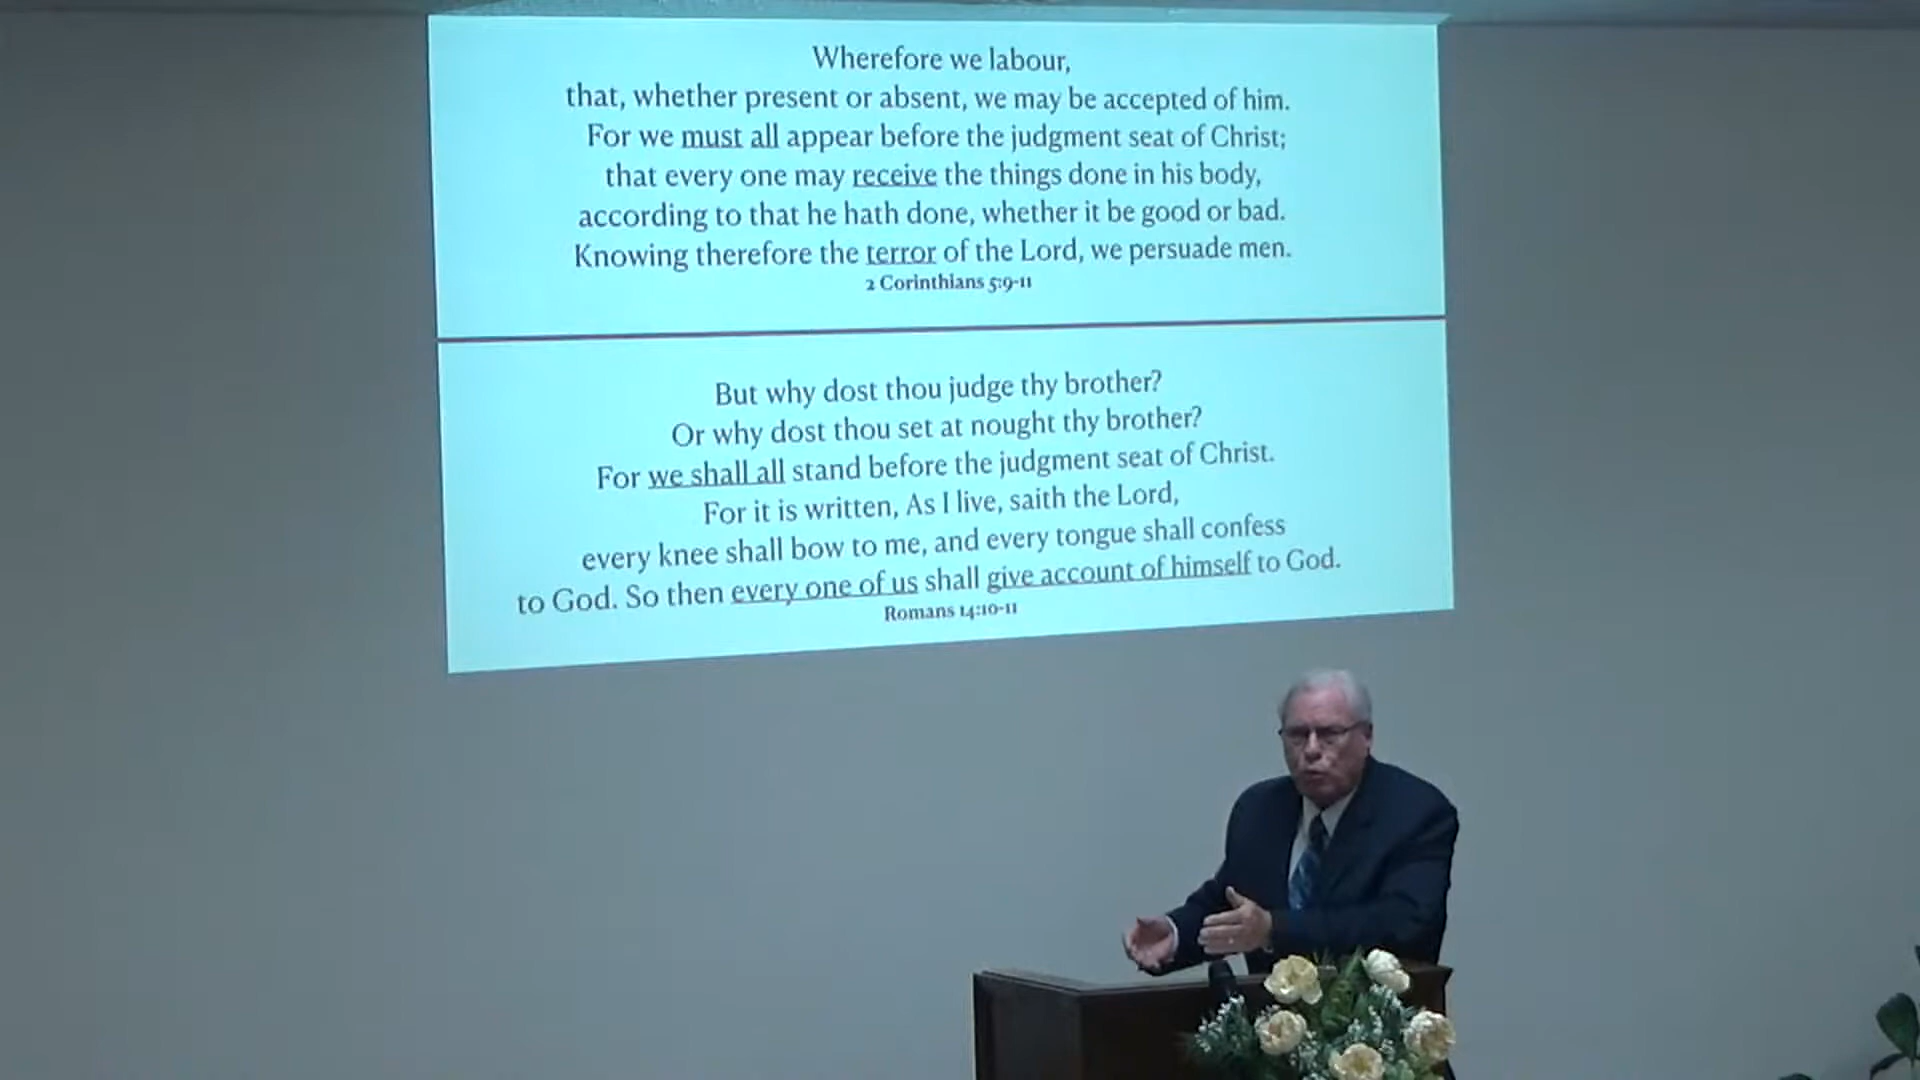 Wherefore we labour,
that, whether present or absent, we may be accepted of him.
For we must all appear before the judgment seat of Christ;
that every one may receive the things done in his body,
according to that he hath done, whether it be good or bad.
Knowing therefore the terror of the Lord, we persuade men.
2 Corinthians 5:9-11
But why dost thou judge thy brother?
Or why dost thou set at nought thy brother?
For we shall all stand before the judgment seat of Christ.
For it is written, As I live, saith the Lord,
every knee shall bow to me, and every tongue shall confess
to God. So then every one of us shall give account of himself to God.
Romans 14:10-11